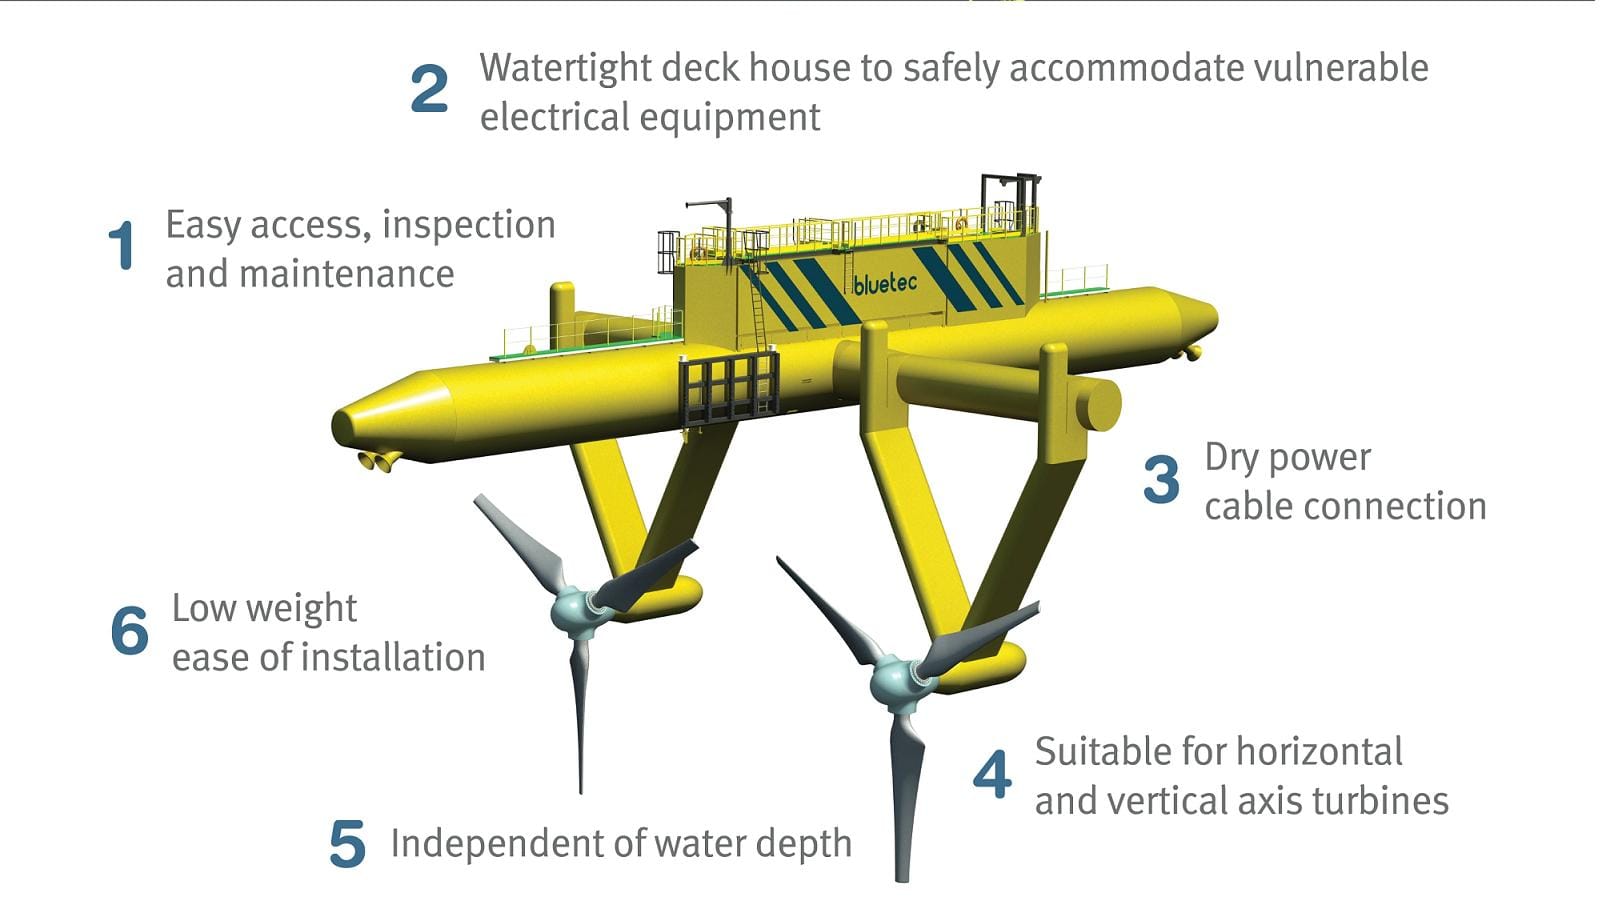 2 Watertight deck house to safely accommodate vulnerable
electrical equipment
1 Easy access, inspection
and maintenance
bluetec
3 Dry power
cable connection
6 Low weight
ease of installation
4 Suitable for horizontal
and vertical axis turbines
5 Independent of water depth